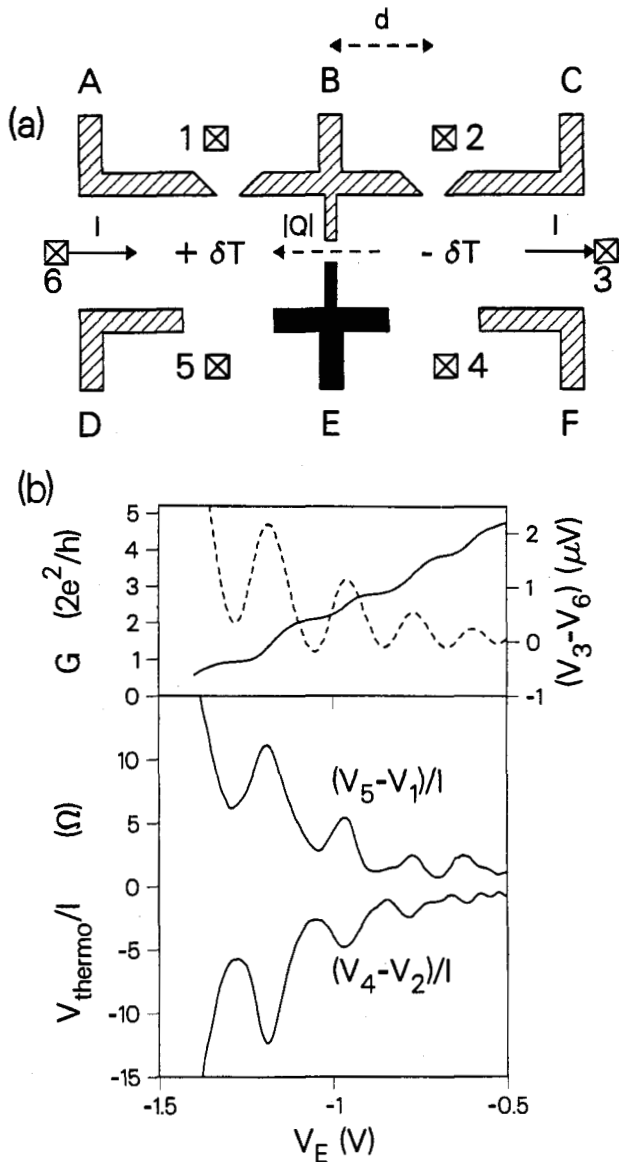 d
A B C
(a)
1 2
I |Q| I
6 + δT - δT 3
5 4
D E F
(b)
G (2e²/h)
5
4
3
2
1
0
(V₃-V₆) (μV)
2
1
0
-1
V_thermo/I (Ω)
10
5
0
-5
-10
-15
(V₅-V₁)/I
(V₄-V₂)/I
-1.5 -1 -0.5
V_E (V)